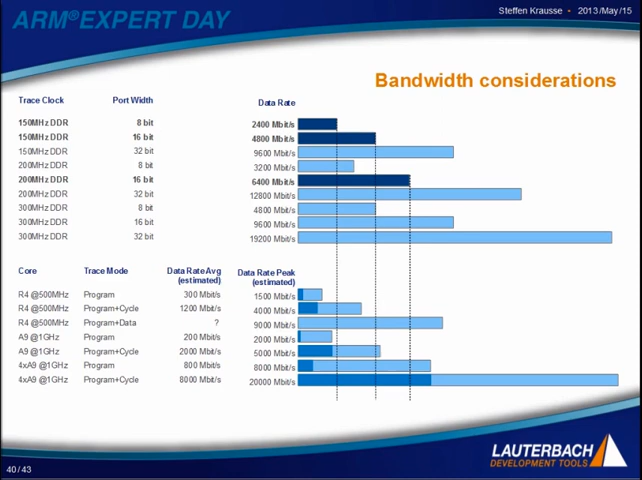 ARM®EXPERT DAY
Steffen Krausse • 2013/May/15
Bandwidth considerations
Trace Clock Port Width Data Rate
150MHz DDR 8 bit 2400 Mbit/s
150MHz DDR 16 bit 4800 Mbit/s
150MHz DDR 32 bit 9600 Mbit/s
200MHz DDR 8 bit 3200 Mbit/s
200MHz DDR 16 bit 6400 Mbit/s
200MHz DDR 32 bit 12800 Mbit/s
300MHz DDR 8 bit 4800 Mbit/s
300MHz DDR 16 bit 9600 Mbit/s
300MHz DDR 32 bit 19200 Mbit/s
Core Trace Mode Data Rate Avg (estimated) Data Rate Peak (estimated)
R4 @500MHz Program 300 Mbit/s 1500 Mbit/s
R4 @500MHz Program+Cycle 1200 Mbit/s 4000 Mbit/s
R4 @500MHz Program+Data ? 9000 Mbit/s
A9 @1GHz Program 200 Mbit/s 2000 Mbit/s
A9 @1GHz Program+Cycle 2000 Mbit/s 5000 Mbit/s
4xA9 @1GHz Program 800 Mbit/s 8000 Mbit/s
4xA9 @1GHz Program+Cycle 8000 Mbit/s 20000 Mbit/s
40/43
LAUTERBACH
DEVELOPMENT TOOLS